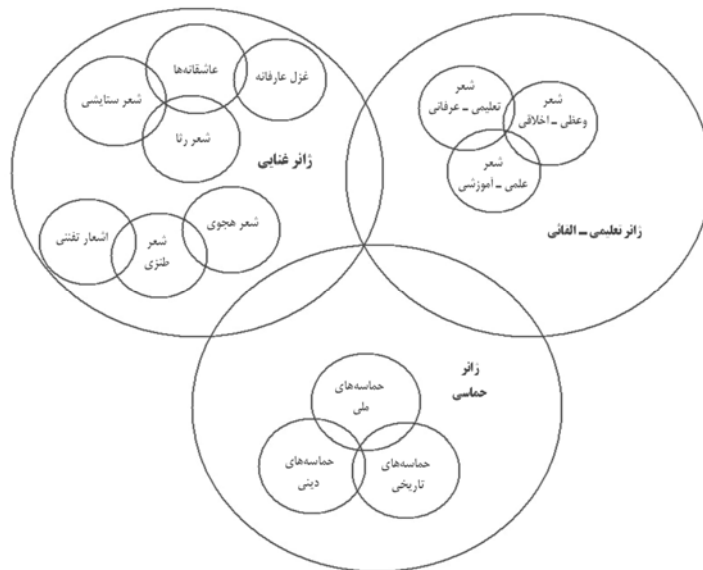 عاشقانه‌ها
غزل عارفانه
شعر ستایشی
شعر رثا
ژانر غنایی
شعر هجوی
شعر
طنزی
اشعار تفننی
شعر
تعلیمی ـ عرفانی
شعر
وعظی ـ اخلاقی
شعر
علمی ـ آموزشی
ژانر تعلیمی ـ القائی
ژانر
حماسی
حماسه‌های
ملی
حماسه‌های
تاریخی
حماسه‌های
دینی